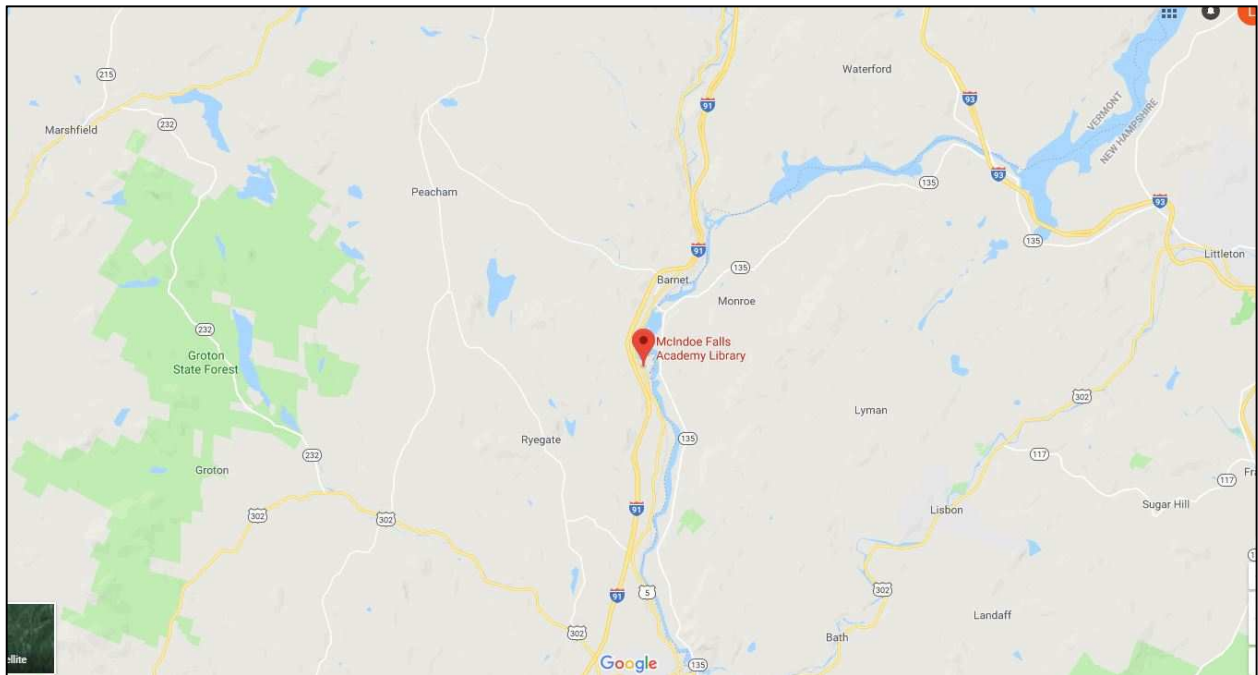 215
Marshfield
232
Waterford
91
93
VERMONT
NEW HAMPSHIRE
Peacham
135
93
93
91
135
Littleton
Barnet
135
Monroe
232
Groton
State Forest
McIndoe Falls
Academy Library
302
Lyman
Ryegate
135
232
117
Groton
117
Sugar Hill
302
302
91
Lisbon
91
5
302
302
Landaff
Bath
ellite
Google
135